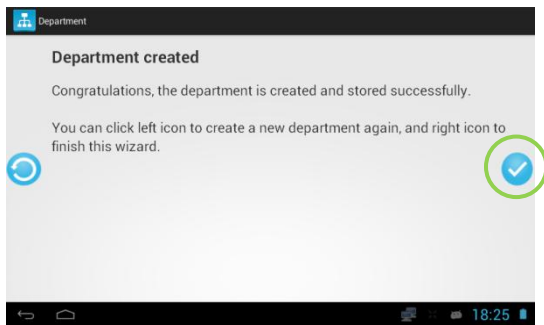 Department
Department created
Congratulations, the department is created and stored successfully.
You can click left icon to create a new department again, and right icon to
finish this wizard.
18:25